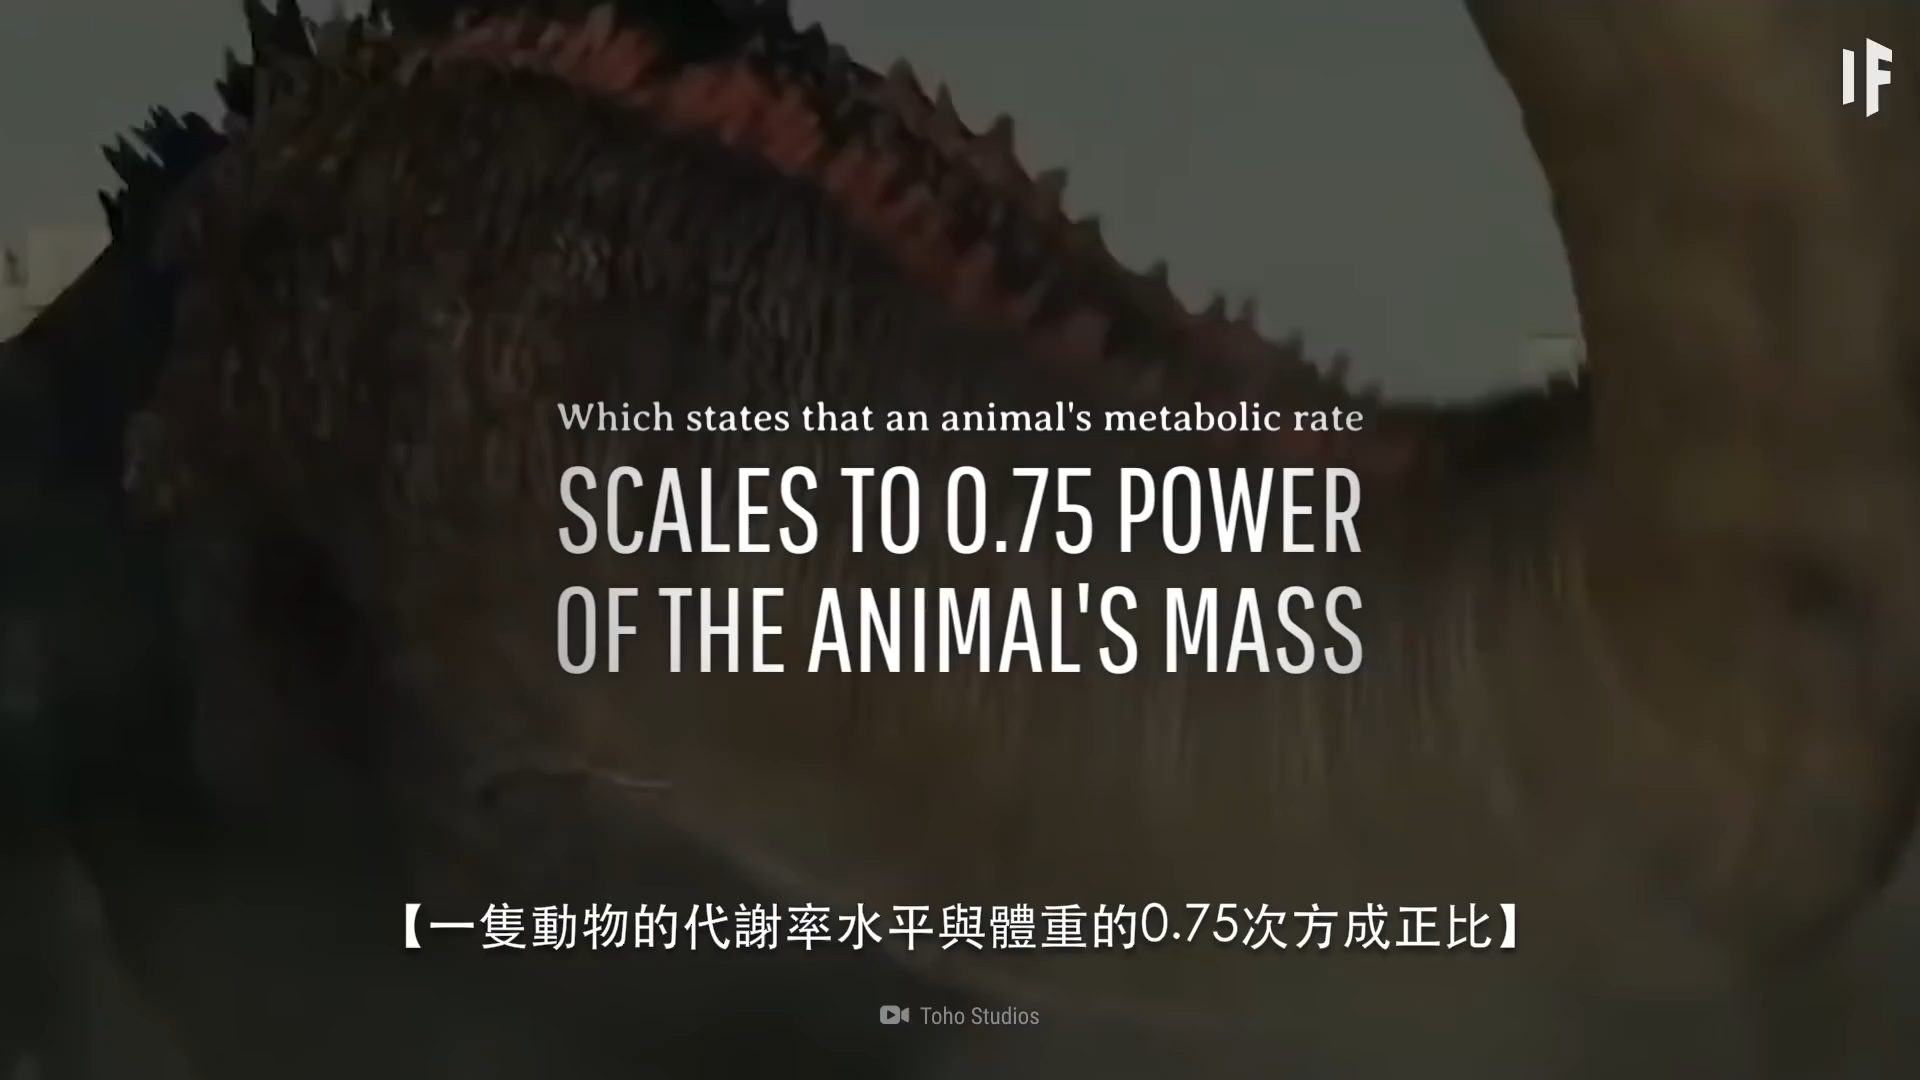 IF
Which states that an animal's metabolic rate
SCALES TO 0.75 POWER
OF THE ANIMAL'S MASS
【一隻動物的代謝率水平與體重的0.75次方成正比】
Toho Studios